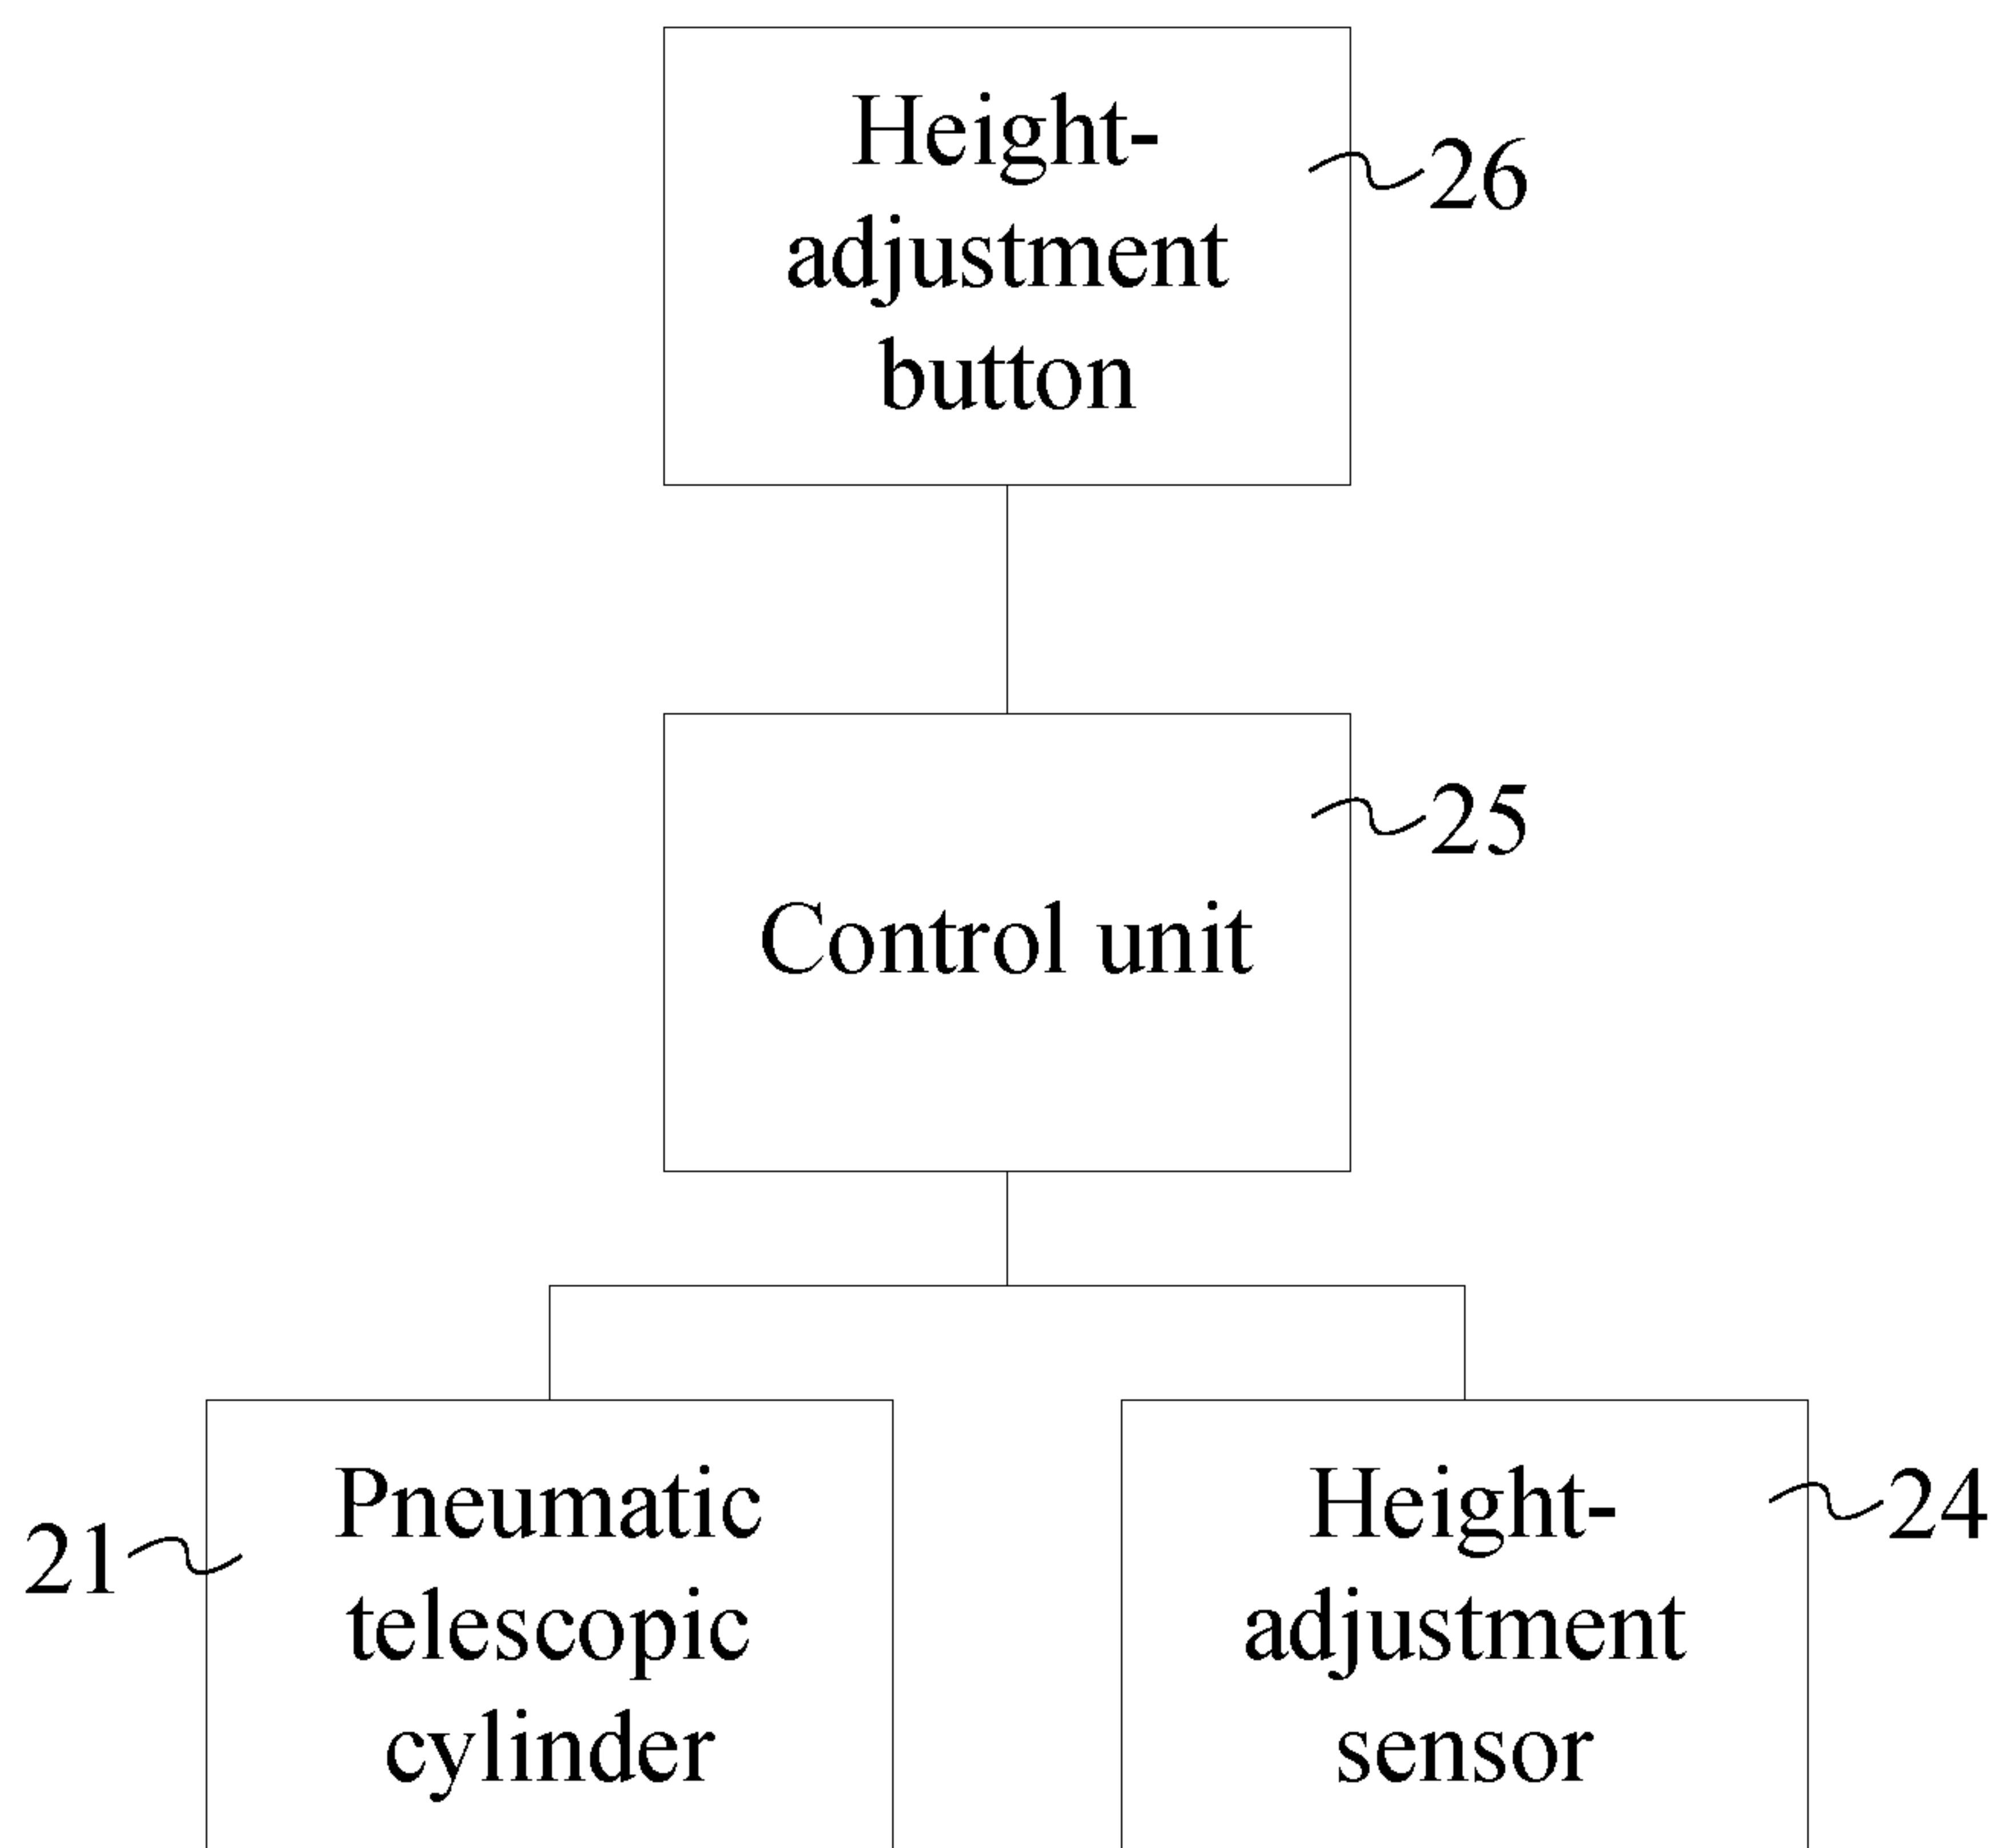 Height-
adjustment
button
26
25
Control unit
Pneumatic
telescopic
cylinder
21
Height-
adjustment
sensor
24